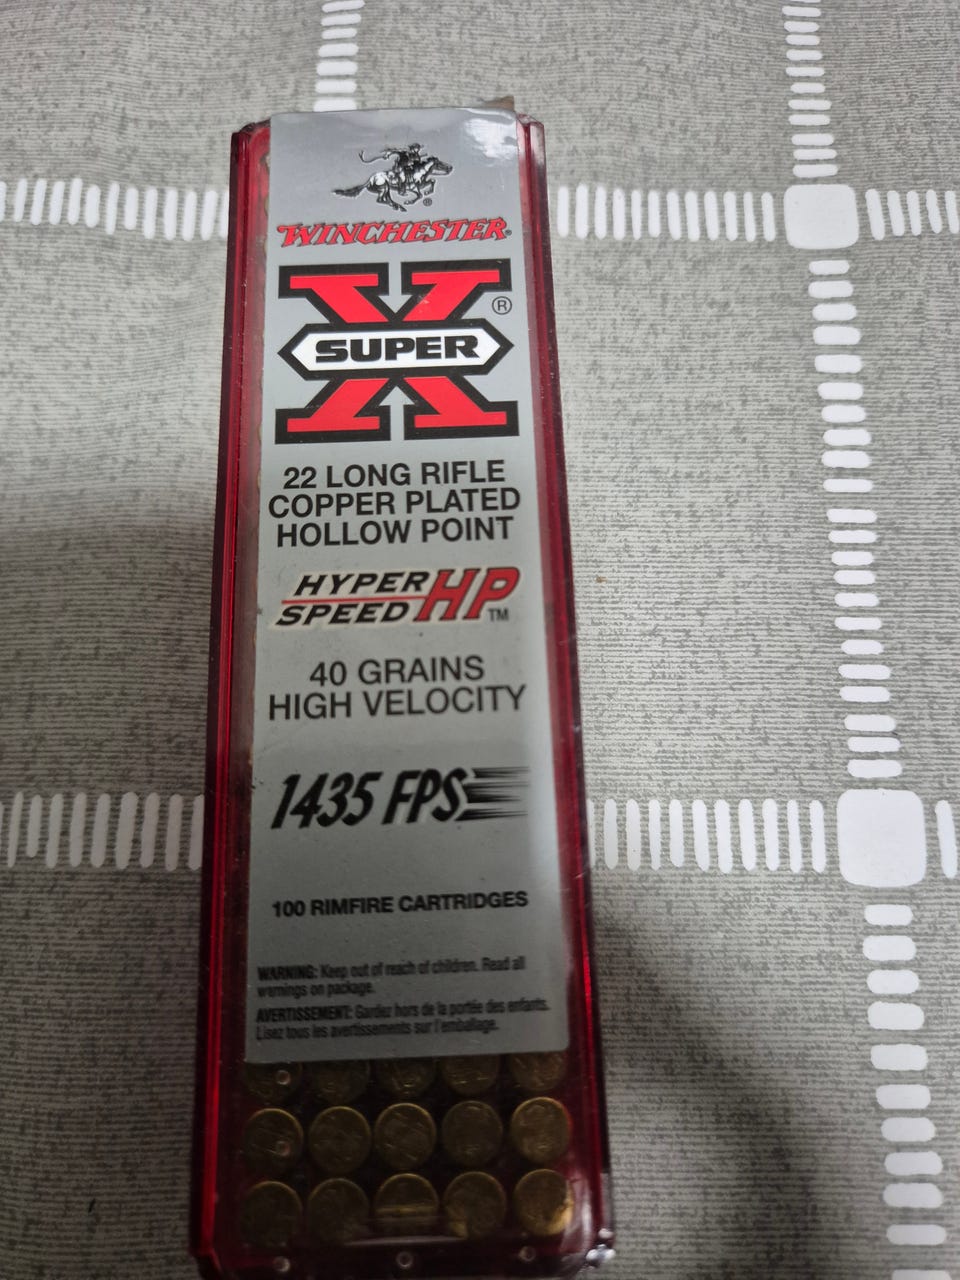 WINCHESTER®
X ®
SUPER
22 LONG RIFLE
COPPER PLATED
HOLLOW POINT
HYPER
SPEED HP™
40 GRAINS
HIGH VELOCITY
1435 FPS
100 RIMFIRE CARTRIDGES
WARNING: Keep out of reach of children. Read all
warnings on package.
AVERTISSEMENT: Gardez hors de la portée des enfants.
Lisez tous les avertissements sur l'emballage.